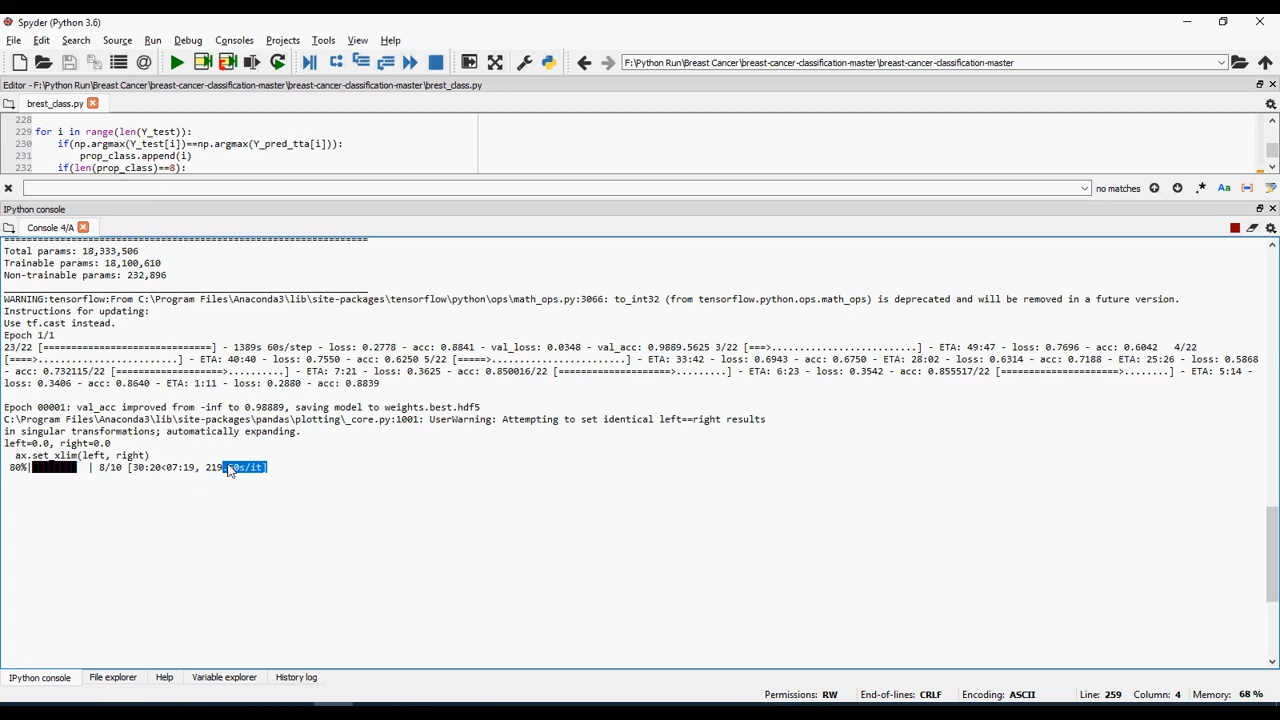 Spyder (Python 3.6)
File Edit Search Source Run Debug Consoles Projects Tools View Help
F:\Python Run\Breast Cancer\breast-cancer-classification-master\breast-cancer-classification-master
Editor - F:\Python Run\Breast Cancer\breast-cancer-classification-master\breast-cancer-classification-master\brest_class.py
brest_class.py
228
229 for i in range(len(Y_test)):
230 if(np.argmax(Y_test[i])==np.argmax(Y_pred_tta[i])):
231 prop_class.append(i)
232 if(len(prop_class)==8):
no matches
Aa
IPython console
Console 4/A
=================================================================
Total params: 18,333,506
Trainable params: 18,100,610
Non-trainable params: 232,896
_________________________________________________________________
WARNING:tensorflow:From C:\Program Files\Anaconda3\lib\site-packages\tensorflow\python\ops\math_ops.py:3066: to_int32 (from tensorflow.python.ops.math_ops) is deprecated and will be removed in a future version.
Instructions for updating:
Use tf.cast instead.
Epoch 1/1
23/22 [==============================] - 1389s 60s/step - loss: 0.2778 - acc: 0.8841 - val_loss: 0.0348 - val_acc: 0.9889.5625 3/22 [===>..........................] - ETA: 49:47 - loss: 0.7696 - acc: 0.6042 4/22
[====>.........................] - ETA: 40:40 - loss: 0.7550 - acc: 0.6250 5/22 [=====>........................] - ETA: 33:42 - loss: 0.6943 - acc: 0.6750 - ETA: 28:02 - loss: 0.6314 - acc: 0.7188 - ETA: 25:26 - loss: 0.5868
- acc: 0.732115/22 [===================>..........] - ETA: 7:21 - loss: 0.3625 - acc: 0.850016/22 [====================>.........] - ETA: 6:23 - loss: 0.3542 - acc: 0.855517/22 [=====================>........] - ETA: 5:14 -
loss: 0.3406 - acc: 0.8640 - ETA: 1:11 - loss: 0.2880 - acc: 0.8839
Epoch 00001: val_acc improved from -inf to 0.98889, saving model to weights.best.hdf5
C:\Program Files\Anaconda3\lib\site-packages\pandas\plotting\_core.py:1001: UserWarning: Attempting to set identical left==right results
in singular transformations; automatically expanding.
left=0.0, right=0.0
ax.set_xlim(left, right)
80%|████████ | 8/10 [30:20<07:19, 219 0s/it]
IPython console File explorer Help Variable explorer History log
Permissions: RW End-of-lines: CRLF Encoding: ASCII Line: 259 Column: 4 Memory: 68 %